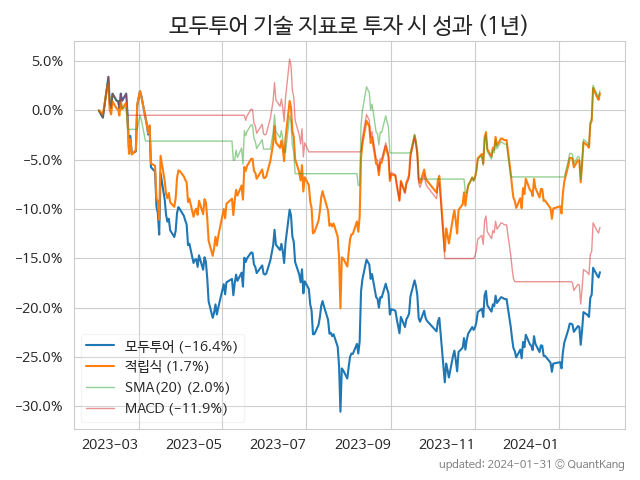 모두투어 기술 지표로 투자 시 성과 (1년)
5.0%
0.0%
−5.0%
−10.0%
−15.0%
−20.0%
−25.0%
−30.0%
모두투어 (−16.4%)
적립식 (1.7%)
SMA(20) (2.0%)
MACD (−11.9%)
2023-03 2023-05 2023-07 2023-09 2023-11 2024-01
updated: 2024-01-31 © QuantKang